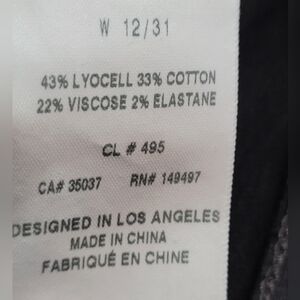 W 12/31
43% LYOCELL 33% COTTON
22% VISCOSE 2% ELASTANE
CL # 495
CA# 35037 RN# 149497
DESIGNED IN LOS ANGELES
MADE IN CHINA
FABRIQUÉ EN CHINE